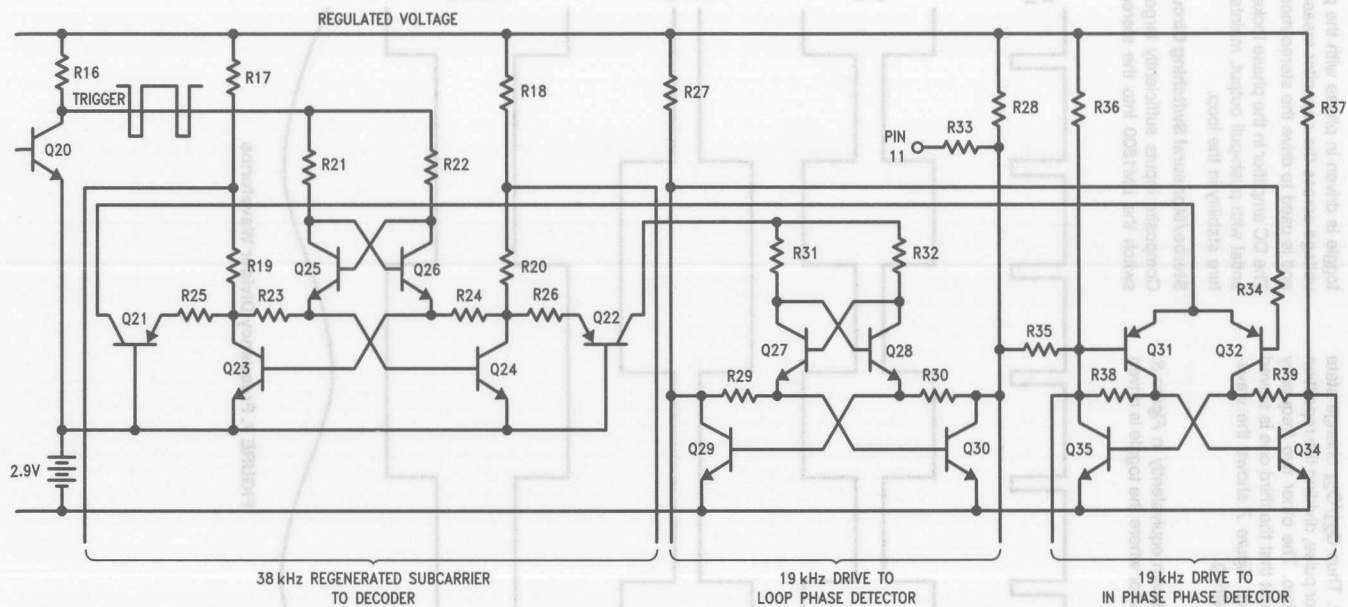 REGULATED VOLTAGE
R16
R17
R18
R27
R28
R36
R37
TRIGGER
PIN
11
R33
Q20
R21
R22
R19
Q25
Q26
R20
R31
R32
R34
Q21
R25
R23
R24
R26
Q22
Q27
Q28
R35
Q31
Q32
Q23
Q24
R29
R30
R38
R39
2.9V
Q29
Q30
Q35
Q34
38 kHz REGENERATED SUBCARRIER
TO DECODER
19 kHz DRIVE TO
LOOP PHASE DETECTOR
19 kHz DRIVE TO
IN PHASE PHASE DETECTOR